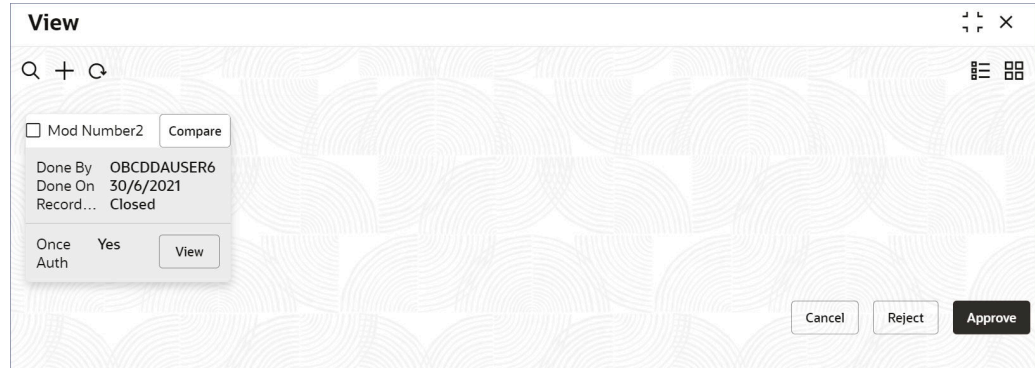 View
Mod Number2 Compare
Done By OBCDDAUSER6
Done On 30/6/2021
Record... Closed
Once Auth Yes View
Cancel Reject Approve